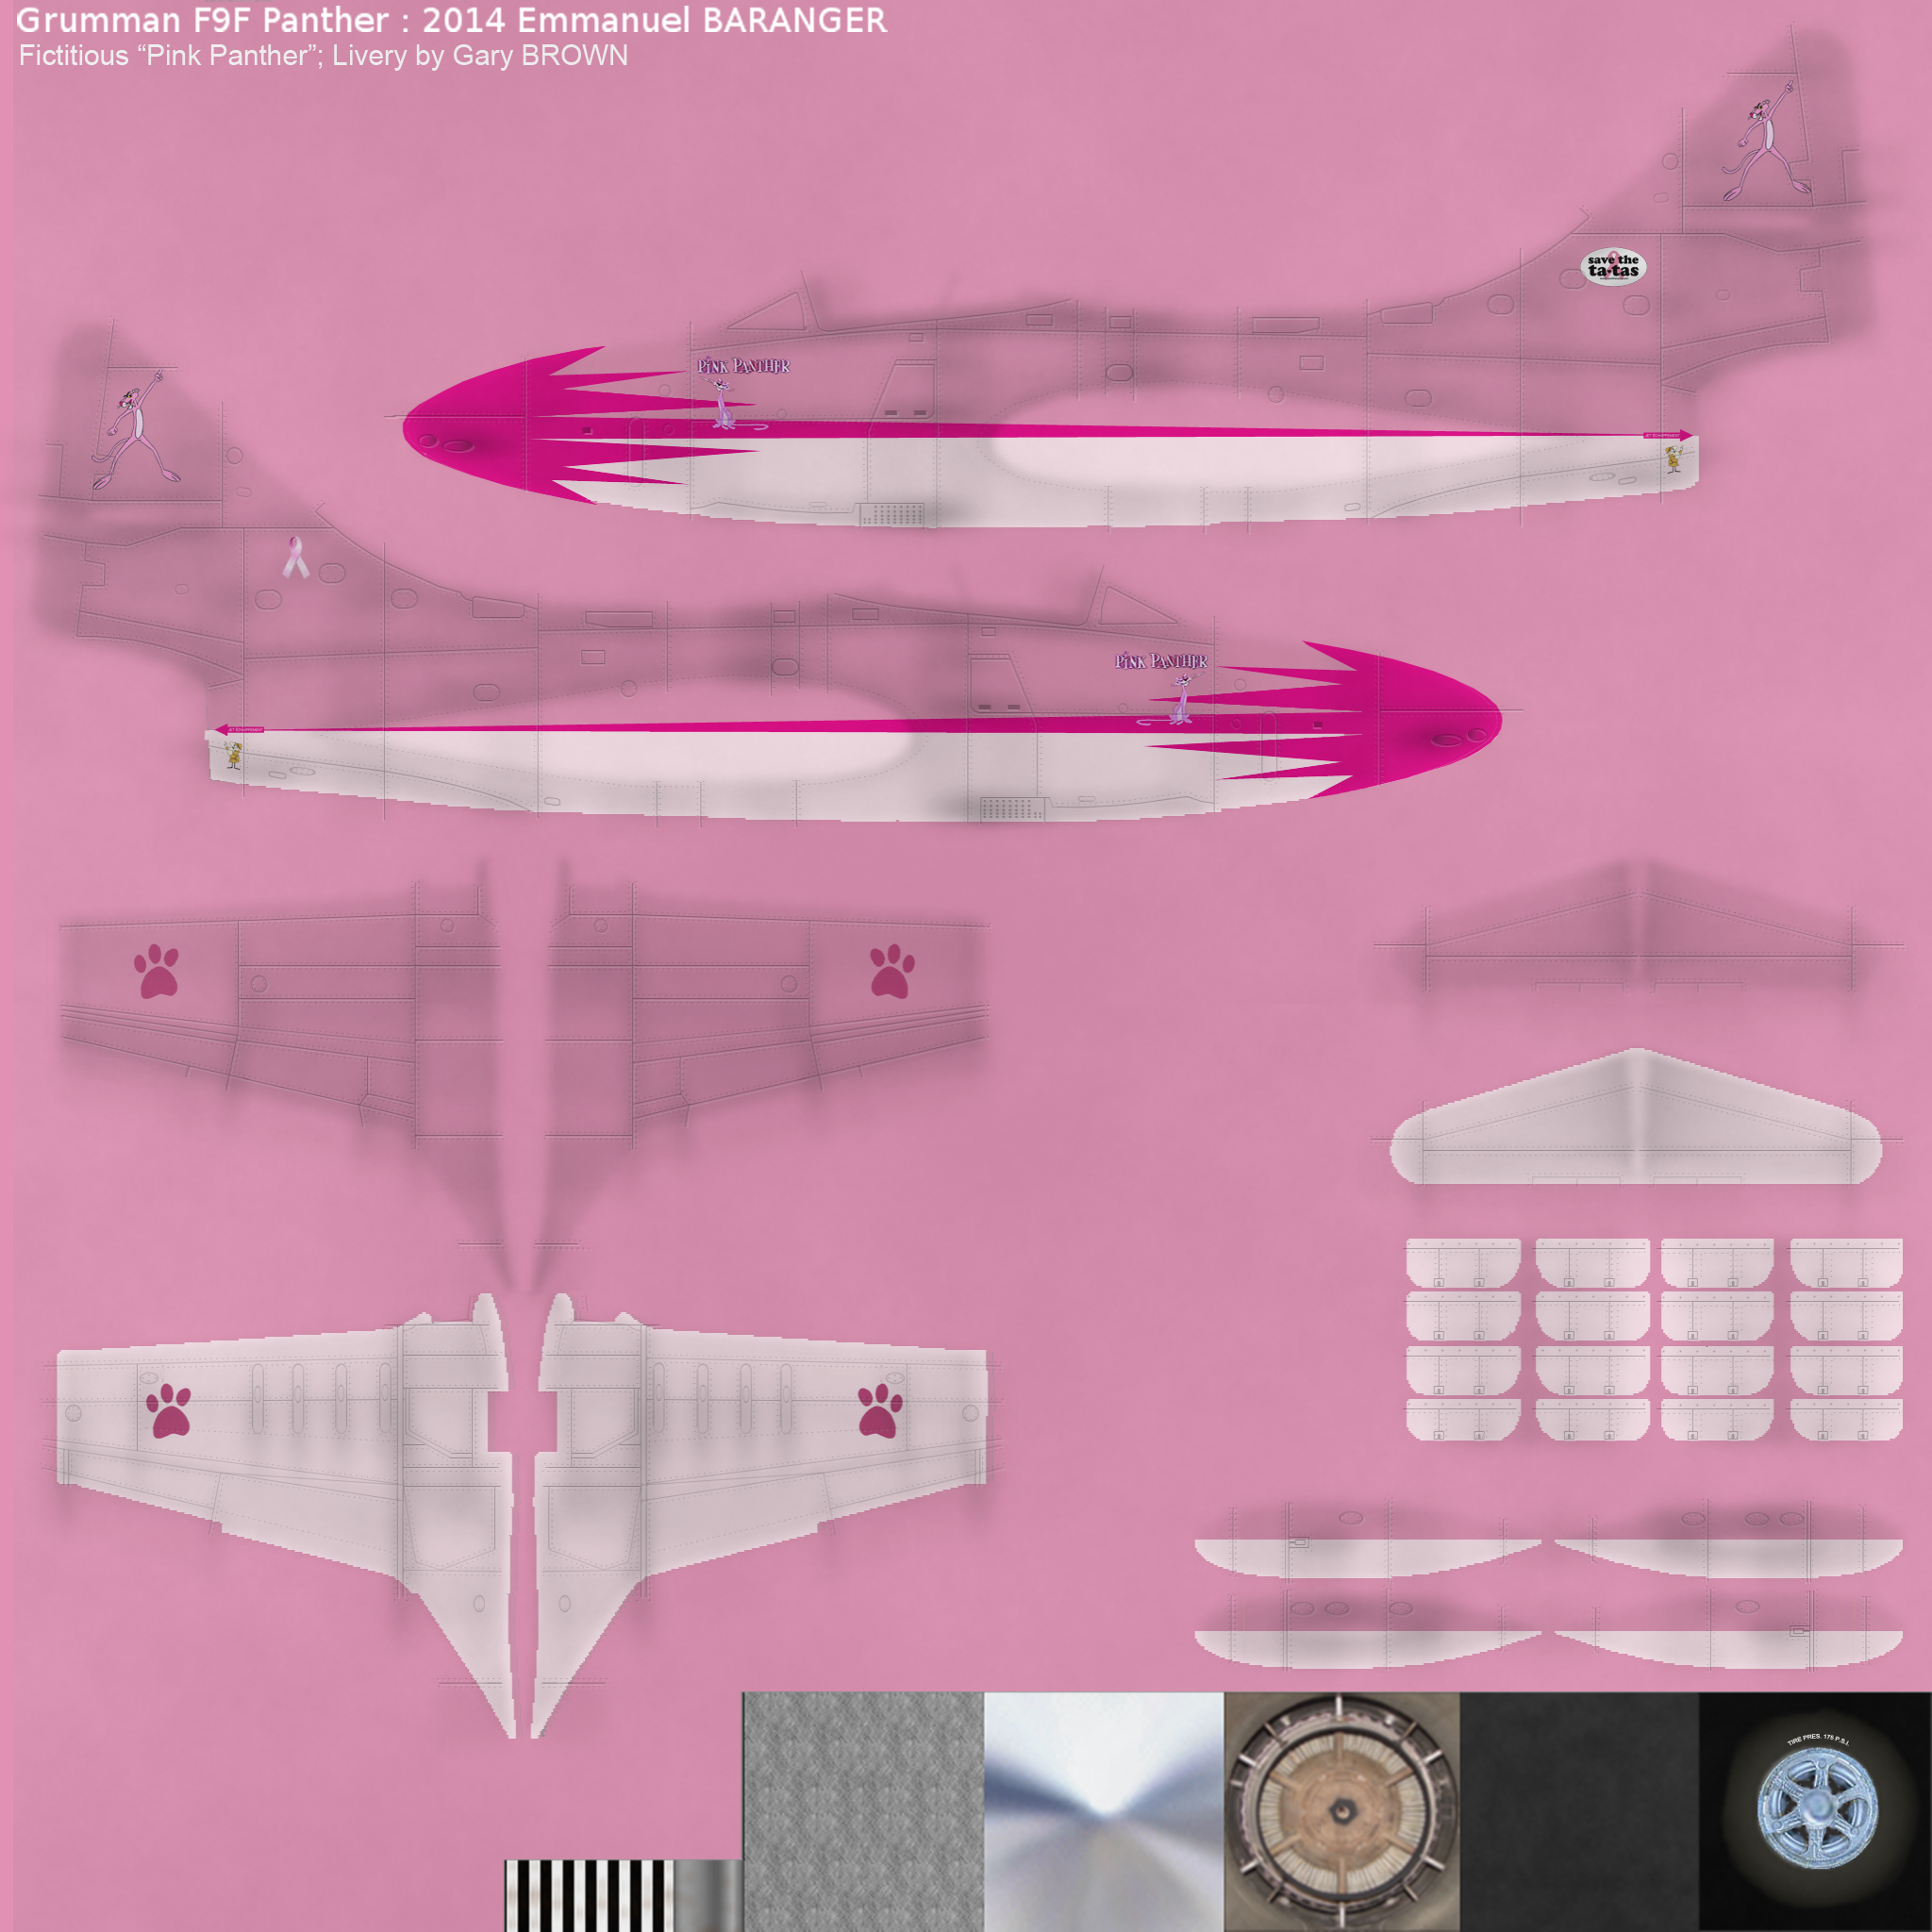 Grumman F9F Panther : 2014 Emmanuel BARANGER
Fictitious “Pink Panther”; Livery by Gary BROWN
save the
ta-tas
PINK PANTHER
PINK PANTHER
TIRE PRES. 175 P.S.I.